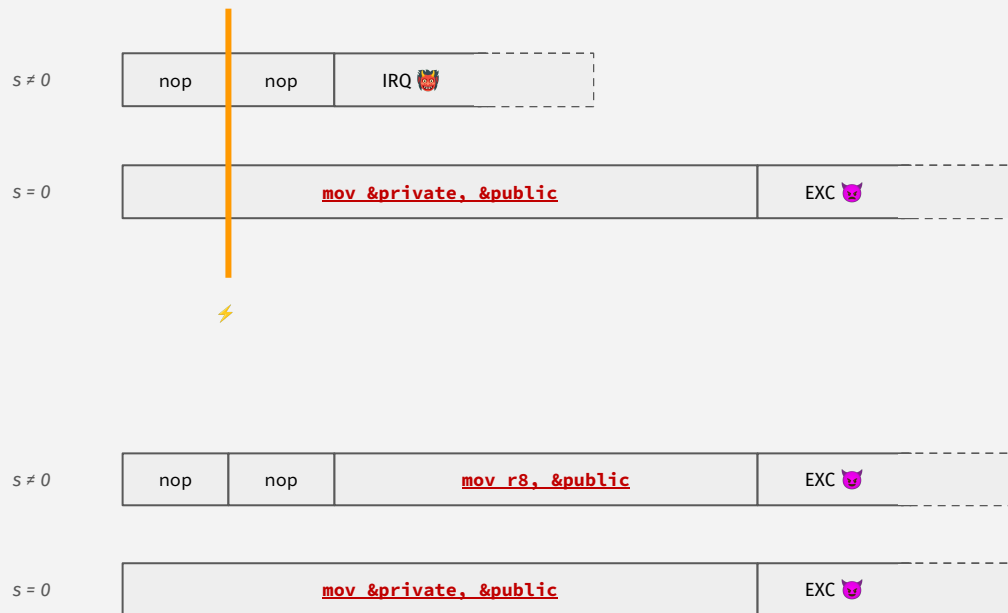 s ≠ 0 nop nop IRQ 👹
s = 0 mov &private, &public EXC 👿
⚡
s ≠ 0 nop nop mov r8, &public EXC 😈
s = 0 mov &private, &public EXC 😈